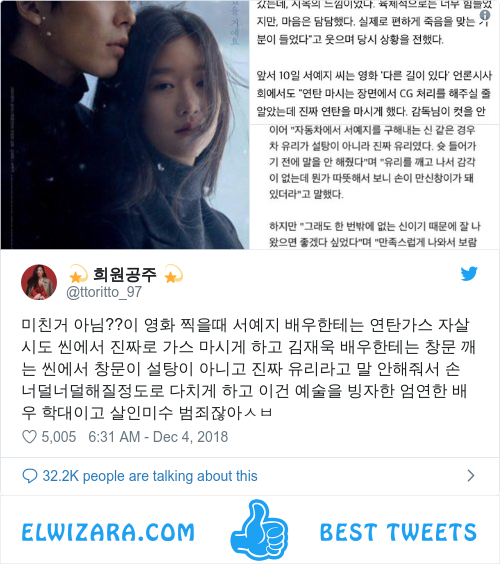 갔는데, 지옥의 느낌이었다. 육체적으로는 너무 힘들었
지만, 마음은 담담했다. 실제로 편하게 죽음을 맞는 기
분이 들었다"고 웃으며 당시 상황을 전했다.
앞서 10일 서예지 씨는 영화 '다른 길이 있다' 언론시사
회에서도 "연탄 마시는 장면에서 CG 처리를 해주실 줄
알았는데 진짜 연탄을 마시게 했다. 감독님이 컷을 안
이어 "자동차에서 서예지를 구해내는 신 같은 경우
차 유리가 설탕이 아니라 진짜 유리였다. 슛 들어가
기 전에 말을 안 해줬다"며 "유리를 깨고 나서 감각
이 없는데 뭔가 따뜻해서 보니 손이 만신창이가 돼
있더라"고 말했다.
하지만 "그래도 한 번밖에 없는 신이기 때문에 잘 나
왔으면 좋겠다 싶었다"며 "만족스럽게 나와서 보람
💫 희원공주 💫
@ttoritto_97
미친거 아님??이 영화 찍을때 서예지 배우한테는 연탄가스 자살
시도 씬에서 진짜로 가스 마시게 하고 김재욱 배우한테는 창문 깨
는 씬에서 창문이 설탕이 아니고 진짜 유리라고 말 안해줘서 손
너덜너덜해질정도로 다치게 하고 이건 예술을 빙자한 엄연한 배
우 학대이고 살인미수 범죄잖아ㅅㅂ
5,005 6:31 AM - Dec 4, 2018
32.2K people are talking about this
ELWIZARA.COM BEST TWEETS